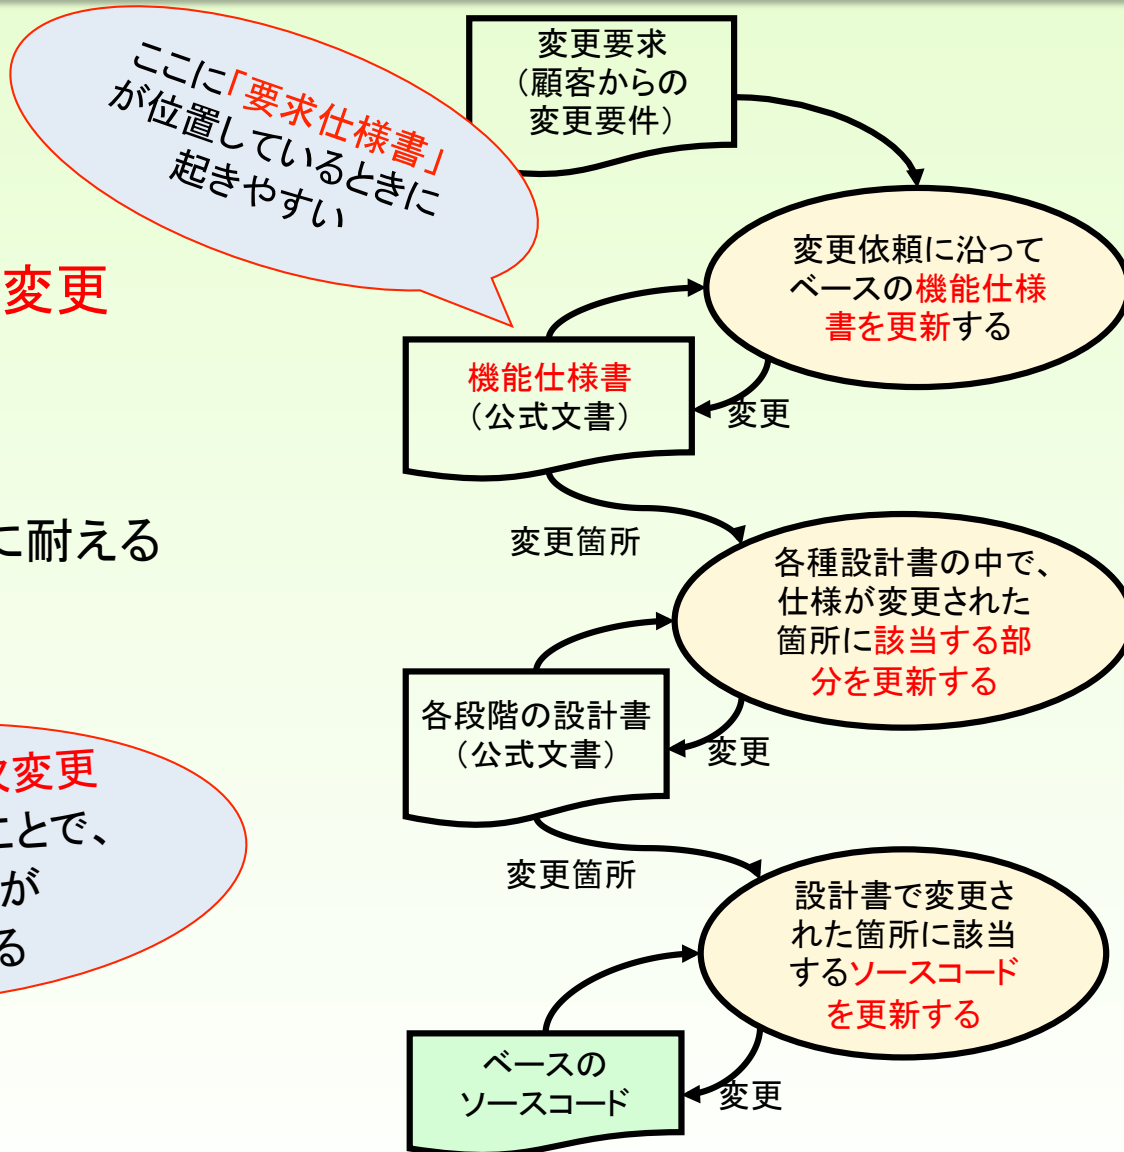 変更要求
（顧客からの
変更要件）
ここに「要求仕様書」
が位置しているときに
起きやすい
変更依頼に沿って
ベースの機能仕様
書を更新する
変更
機能仕様書
（公式文書）
変更
変更箇所
に耐える
各種設計書の中で、
仕様が変更された
箇所に該当する部
分を更新する
各段階の設計書
（公式文書）
変更
変更箇所
変更
ことで、
が
る
設計書で変更さ
れた箇所に該当
するソースコード
を更新する
ベースの
ソースコード
変更